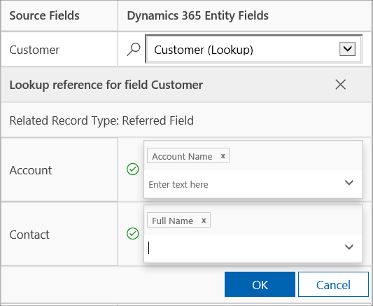 Source Fields Dynamics 365 Entity Fields
Customer Customer (Lookup)
Lookup reference for field Customer
Related Record Type: Referred Field
Account Account Name x
Enter text here
Contact Full Name x
OK Cancel